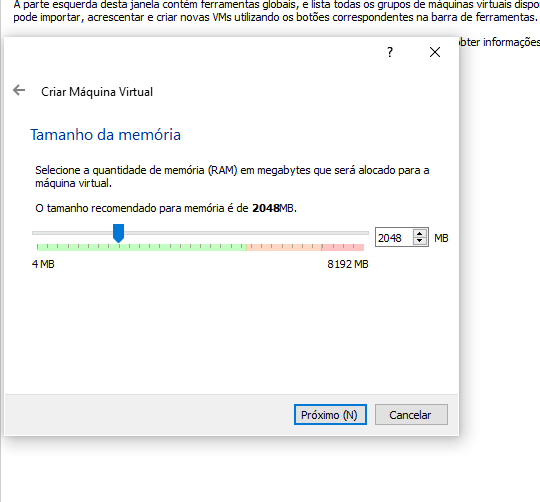 A parte esquerda desta janela contém ferramentas globais, e lista todas os grupos de máquinas virtuais dispo
pode importar, acrescentar e criar novas VMs utilizando os botões correspondentes na barra de ferramentas.
obter informações
?
Criar Máquina Virtual
Tamanho da memória
Selecione a quantidade de memória (RAM) em megabytes que será alocado para a
máquina virtual.
O tamanho recomendado para memória é de 2048MB.
2048 MB
4 MB 8192 MB
Próximo (N) Cancelar